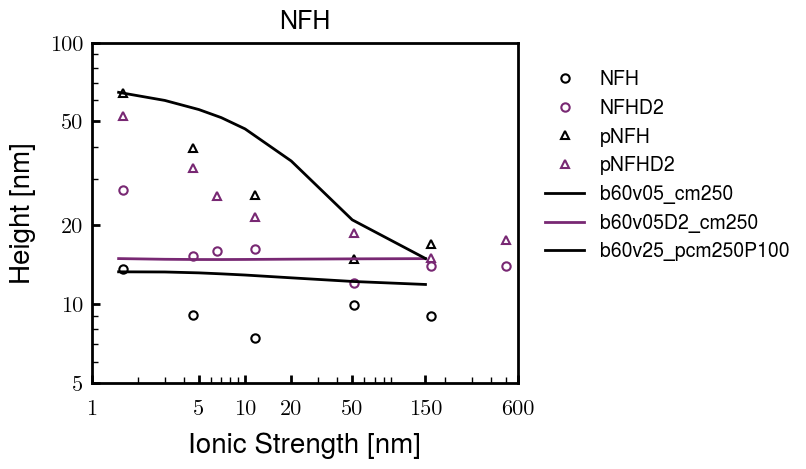 NFH
100
50
20
10
5
Height [nm]
1
5
10
20
50
150
600
Ionic Strength [nm]
NFH
NFHD2
pNFH
pNFHD2
b60v05_cm250
b60v05D2_cm250
b60v25_pcm250P100